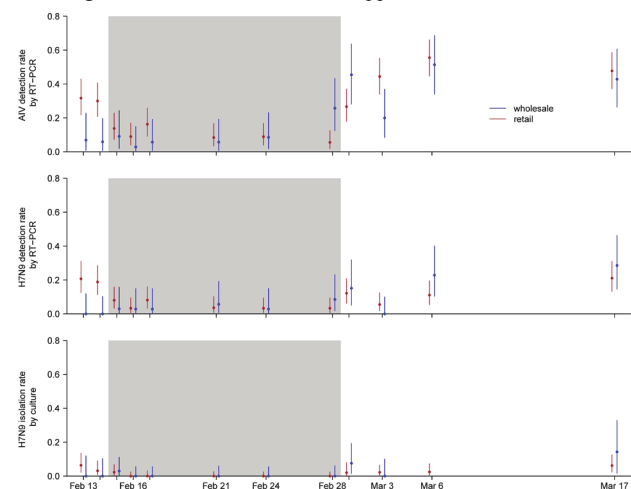 0.8
0.6
0.4
0.2
0.0
AIV detection rate
by RT−PCR
wholesale
retail
0.8
0.6
0.4
0.2
0.0
H7N9 detection rate
by RT−PCR
0.8
0.6
0.4
0.2
0.0
H7N9 isolation rate
by culture
Feb 13 Feb 16 Feb 21 Feb 24 Feb 28 Mar 3 Mar 6 Mar 17